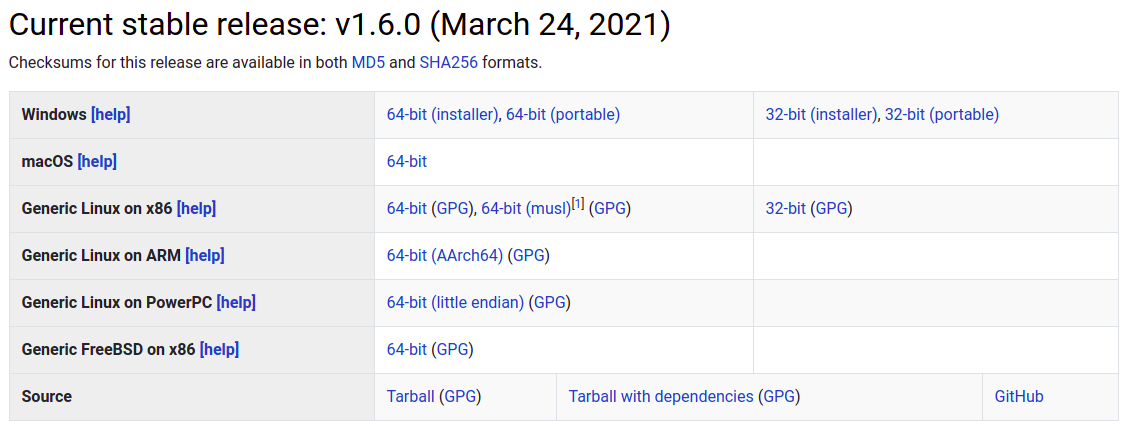 Current stable release: v1.6.0 (March 24, 2021)
Checksums for this release are available in both MD5 and SHA256 formats.
Windows [help] 64-bit (installer), 64-bit (portable) 32-bit (installer), 32-bit (portable)
macOS [help] 64-bit
Generic Linux on x86 [help] 64-bit (GPG), 64-bit (musl)[1] (GPG) 32-bit (GPG)
Generic Linux on ARM [help] 64-bit (AArch64) (GPG)
Generic Linux on PowerPC [help] 64-bit (little endian) (GPG)
Generic FreeBSD on x86 [help] 64-bit (GPG)
Source Tarball (GPG) Tarball with dependencies (GPG) GitHub